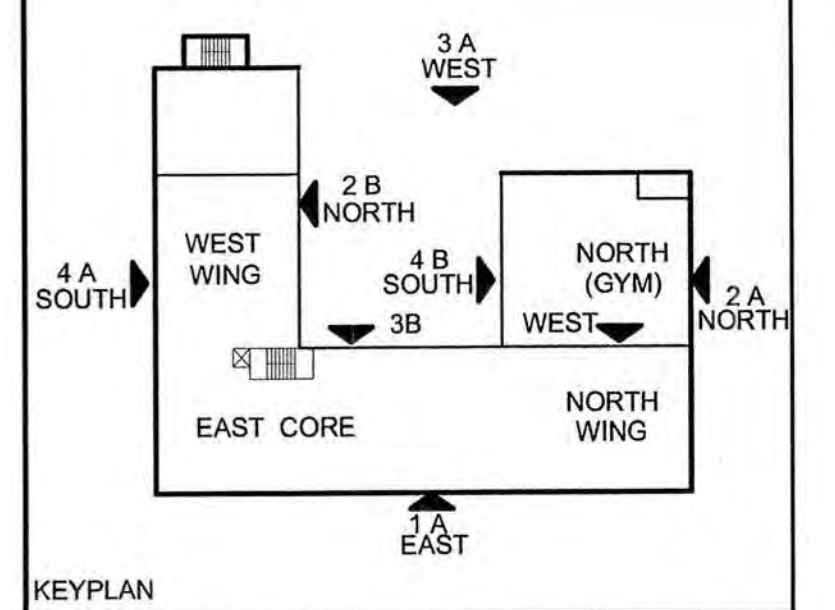 3 A
WEST
2 B
NORTH
WEST
WING
4 A
SOUTH
4 B
SOUTH
NORTH
(GYM)
2 A
NORTH
3B
WEST
EAST CORE
NORTH
WING
1 A
EAST
KEYPLAN